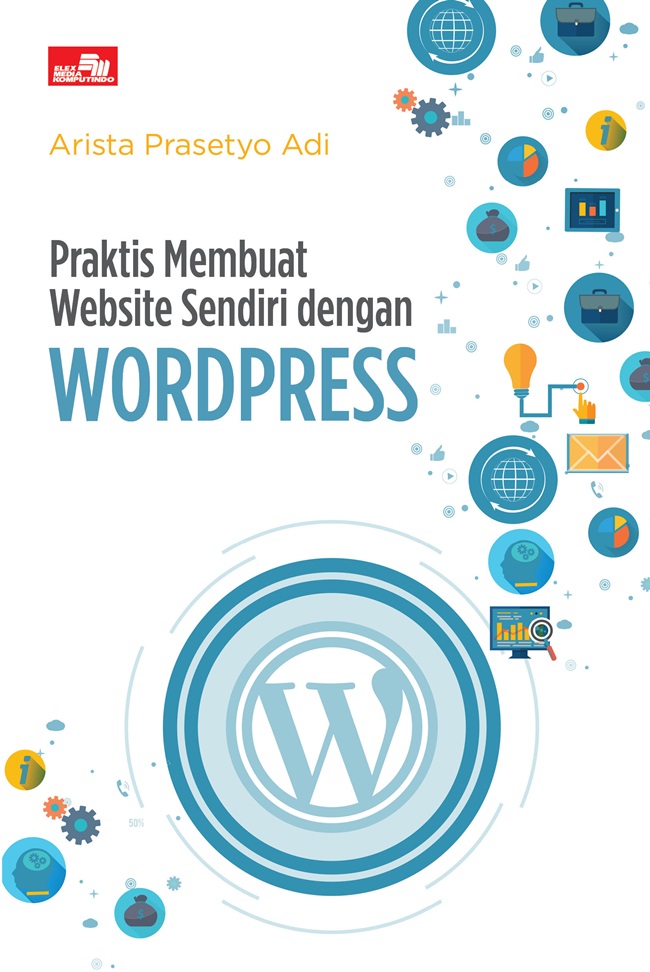 ELEX
MEDIA
KOMPUTINDO
Arista Prasetyo Adi
Praktis Membuat
Website Sendiri dengan
WORDPRESS
50%